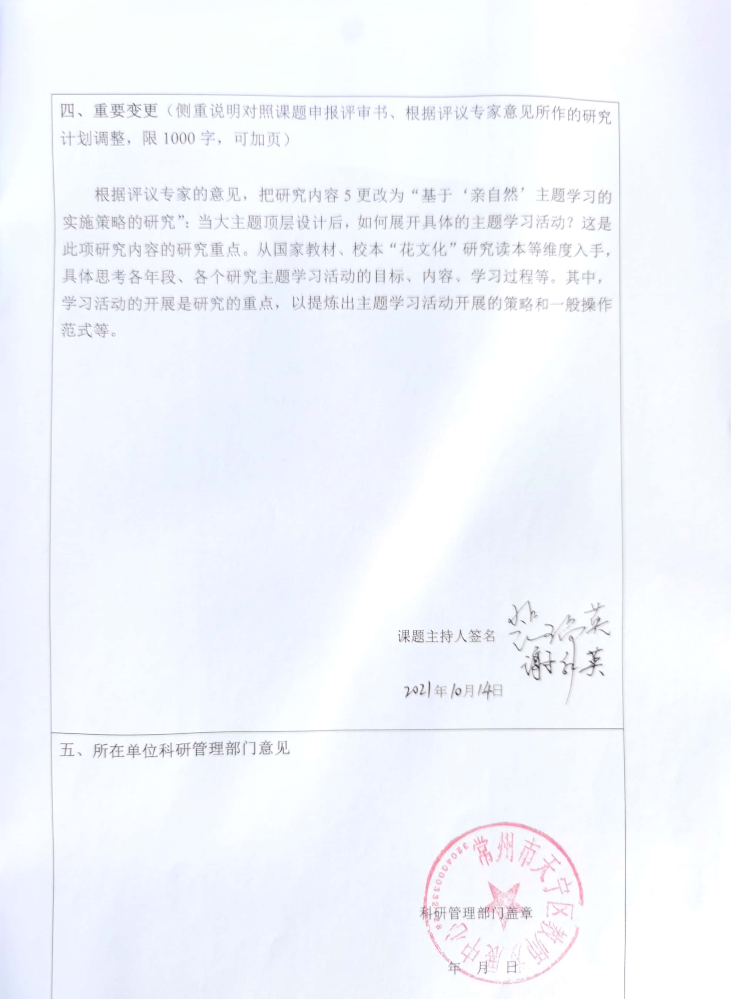 四、重要变更（侧重说明对照课题申报评审书、根据评议专家意见所作的研究
计划调整，限 1000 字，可加页）
根据评议专家的意见，把研究内容 5 更改为“基于‘亲自然’主题学习的
实施策略的研究”：当大主题顶层设计后，如何展开具体的主题学习活动？这是
此项研究内容的研究重点。从国家教材、校本“花文化”研究读本等维度入手，
具体思考各年段、各个研究主题学习活动的目标、内容、学习过程等。其中，
学习活动的开展是研究的重点，以提炼出主题学习活动开展的策略和一般操作
范式等。
课题主持人签名
英
谢红英
2021年10月14日
五、所在单位科研管理部门意见
常州市天宁区教师发展中心
科研管理部门盖章
年 月 日